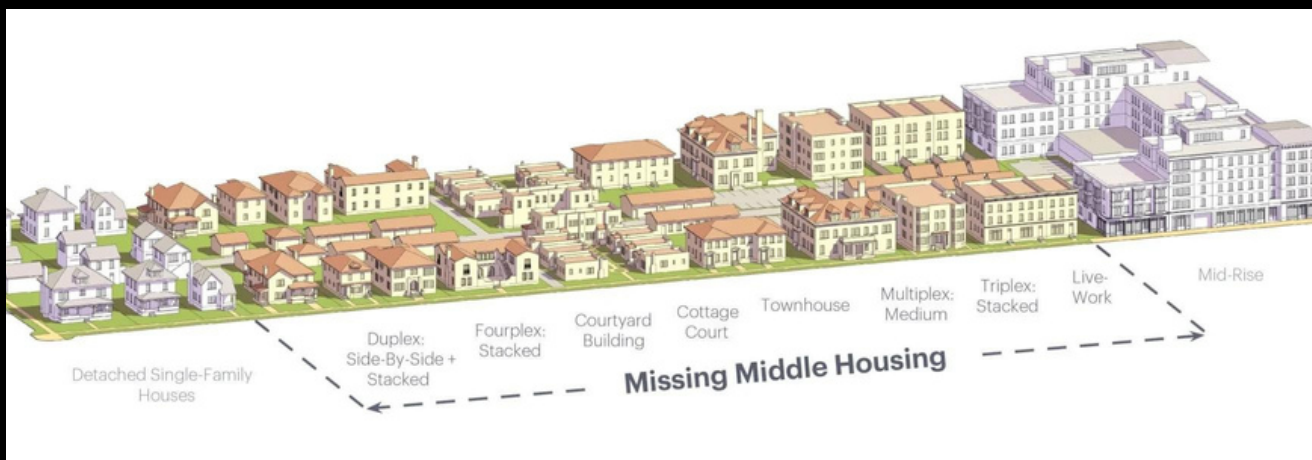 Detached Single-Family
Houses
Duplex:
Side-By-Side +
Stacked
Fourplex:
Stacked
Courtyard
Building
Cottage
Court
Townhouse
Multiplex:
Medium
Triplex:
Stacked
Live-
Work
Mid-Rise
Missing Middle Housing